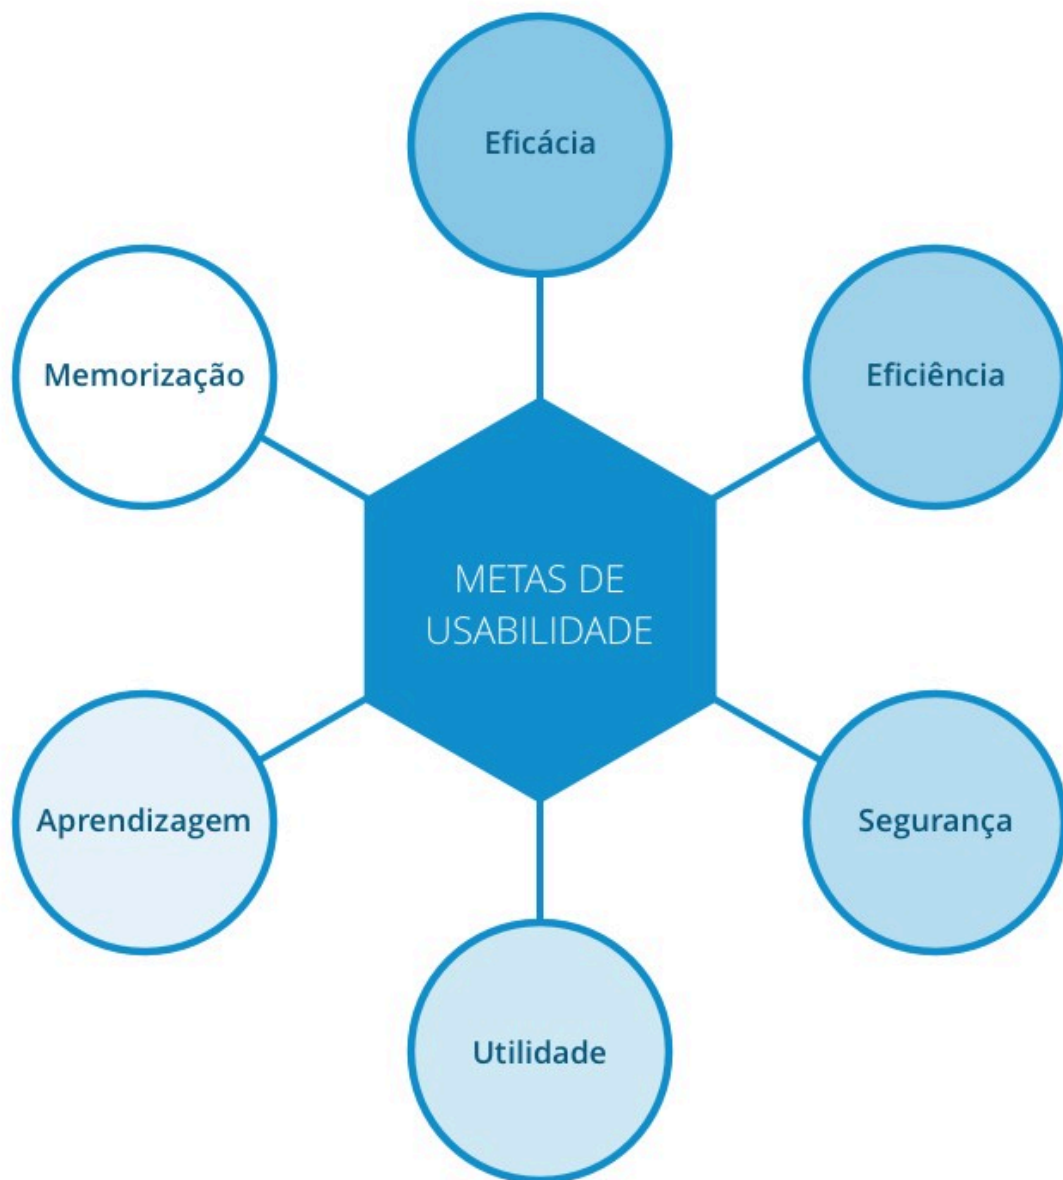 Eficácia
Memorização
Eficiência
METAS DE
USABILIDADE
Aprendizagem
Segurança
Utilidade